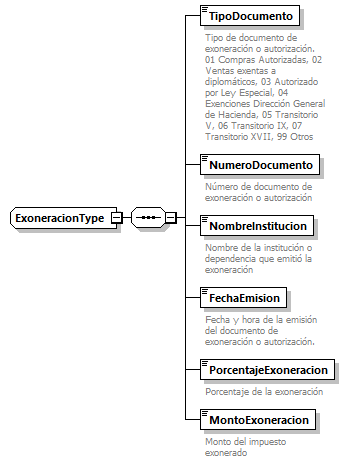 TipoDocumento
Tipo de documento de
exoneración o autorización.
01 Compras Autorizadas, 02
Ventas exentas a
diplomáticos, 03 Autorizado
por Ley Especial, 04
Exenciones Dirección General
de Hacienda, 05 Transitorio
V, 06 Transitorio IX, 07
Transitorio XVII, 99 Otros
NumeroDocumento
Número de documento de
exoneración o autorización
ExoneracionType
NombreInstitucion
Nombre de la institución o
dependencia que emitió la
exoneración
FechaEmision
Fecha y hora de la emisión
del documento de
exoneración o autorización.
PorcentajeExoneracion
Porcentaje de la exoneración
MontoExoneracion
Monto del impuesto
exonerado